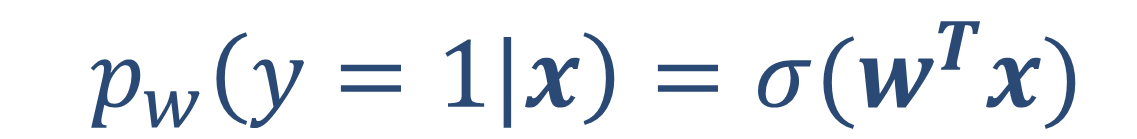 p_w(y = 1|x) = σ(w^T x)